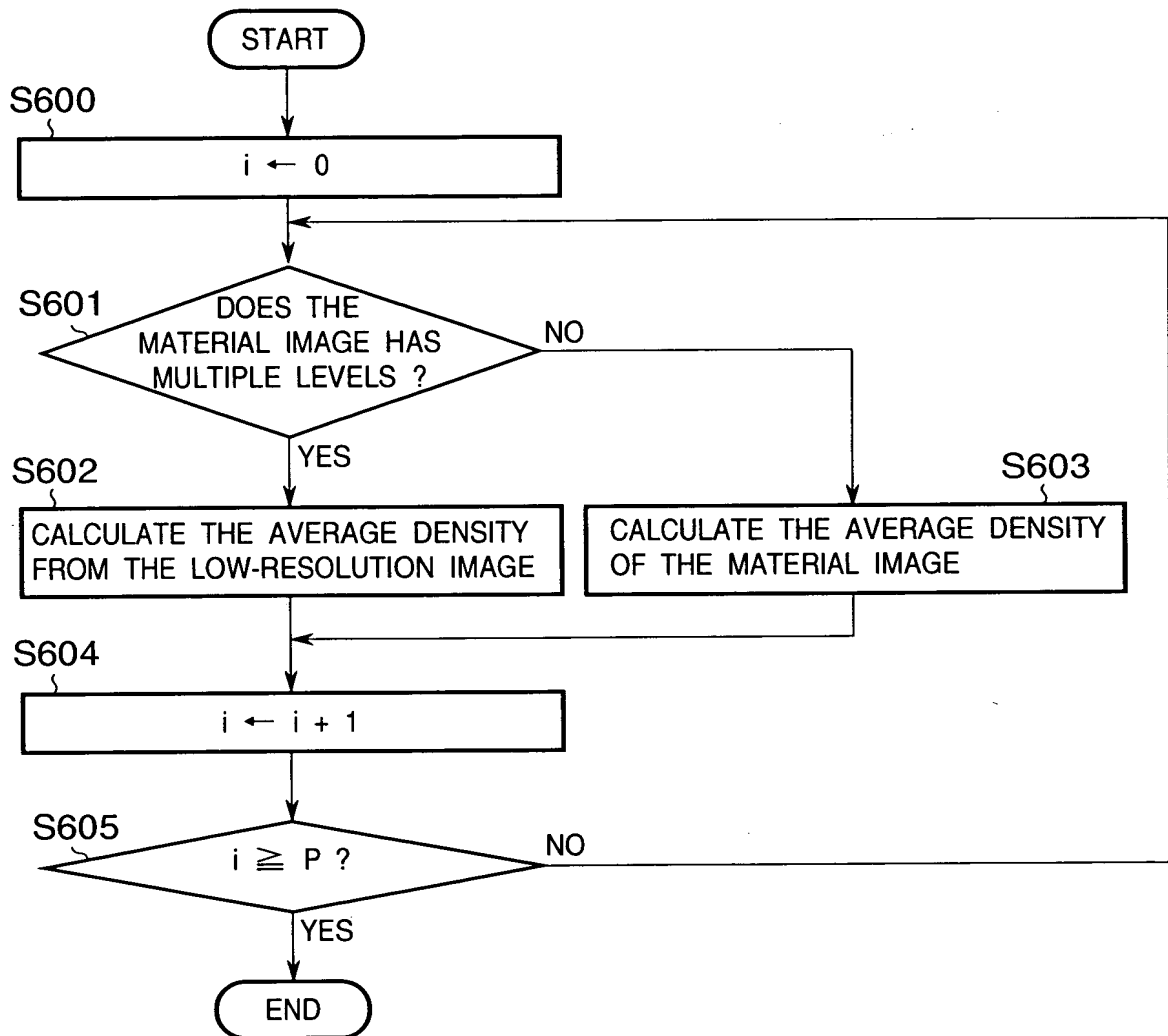 START
S600
i ← 0
S601
DOES THE
MATERIAL IMAGE HAS
MULTIPLE LEVELS ?
NO
YES
S602
CALCULATE THE AVERAGE DENSITY
FROM THE LOW-RESOLUTION IMAGE
S603
CALCULATE THE AVERAGE DENSITY
OF THE MATERIAL IMAGE
S604
i ← i + 1
S605
i ≧ P ?
NO
YES
END